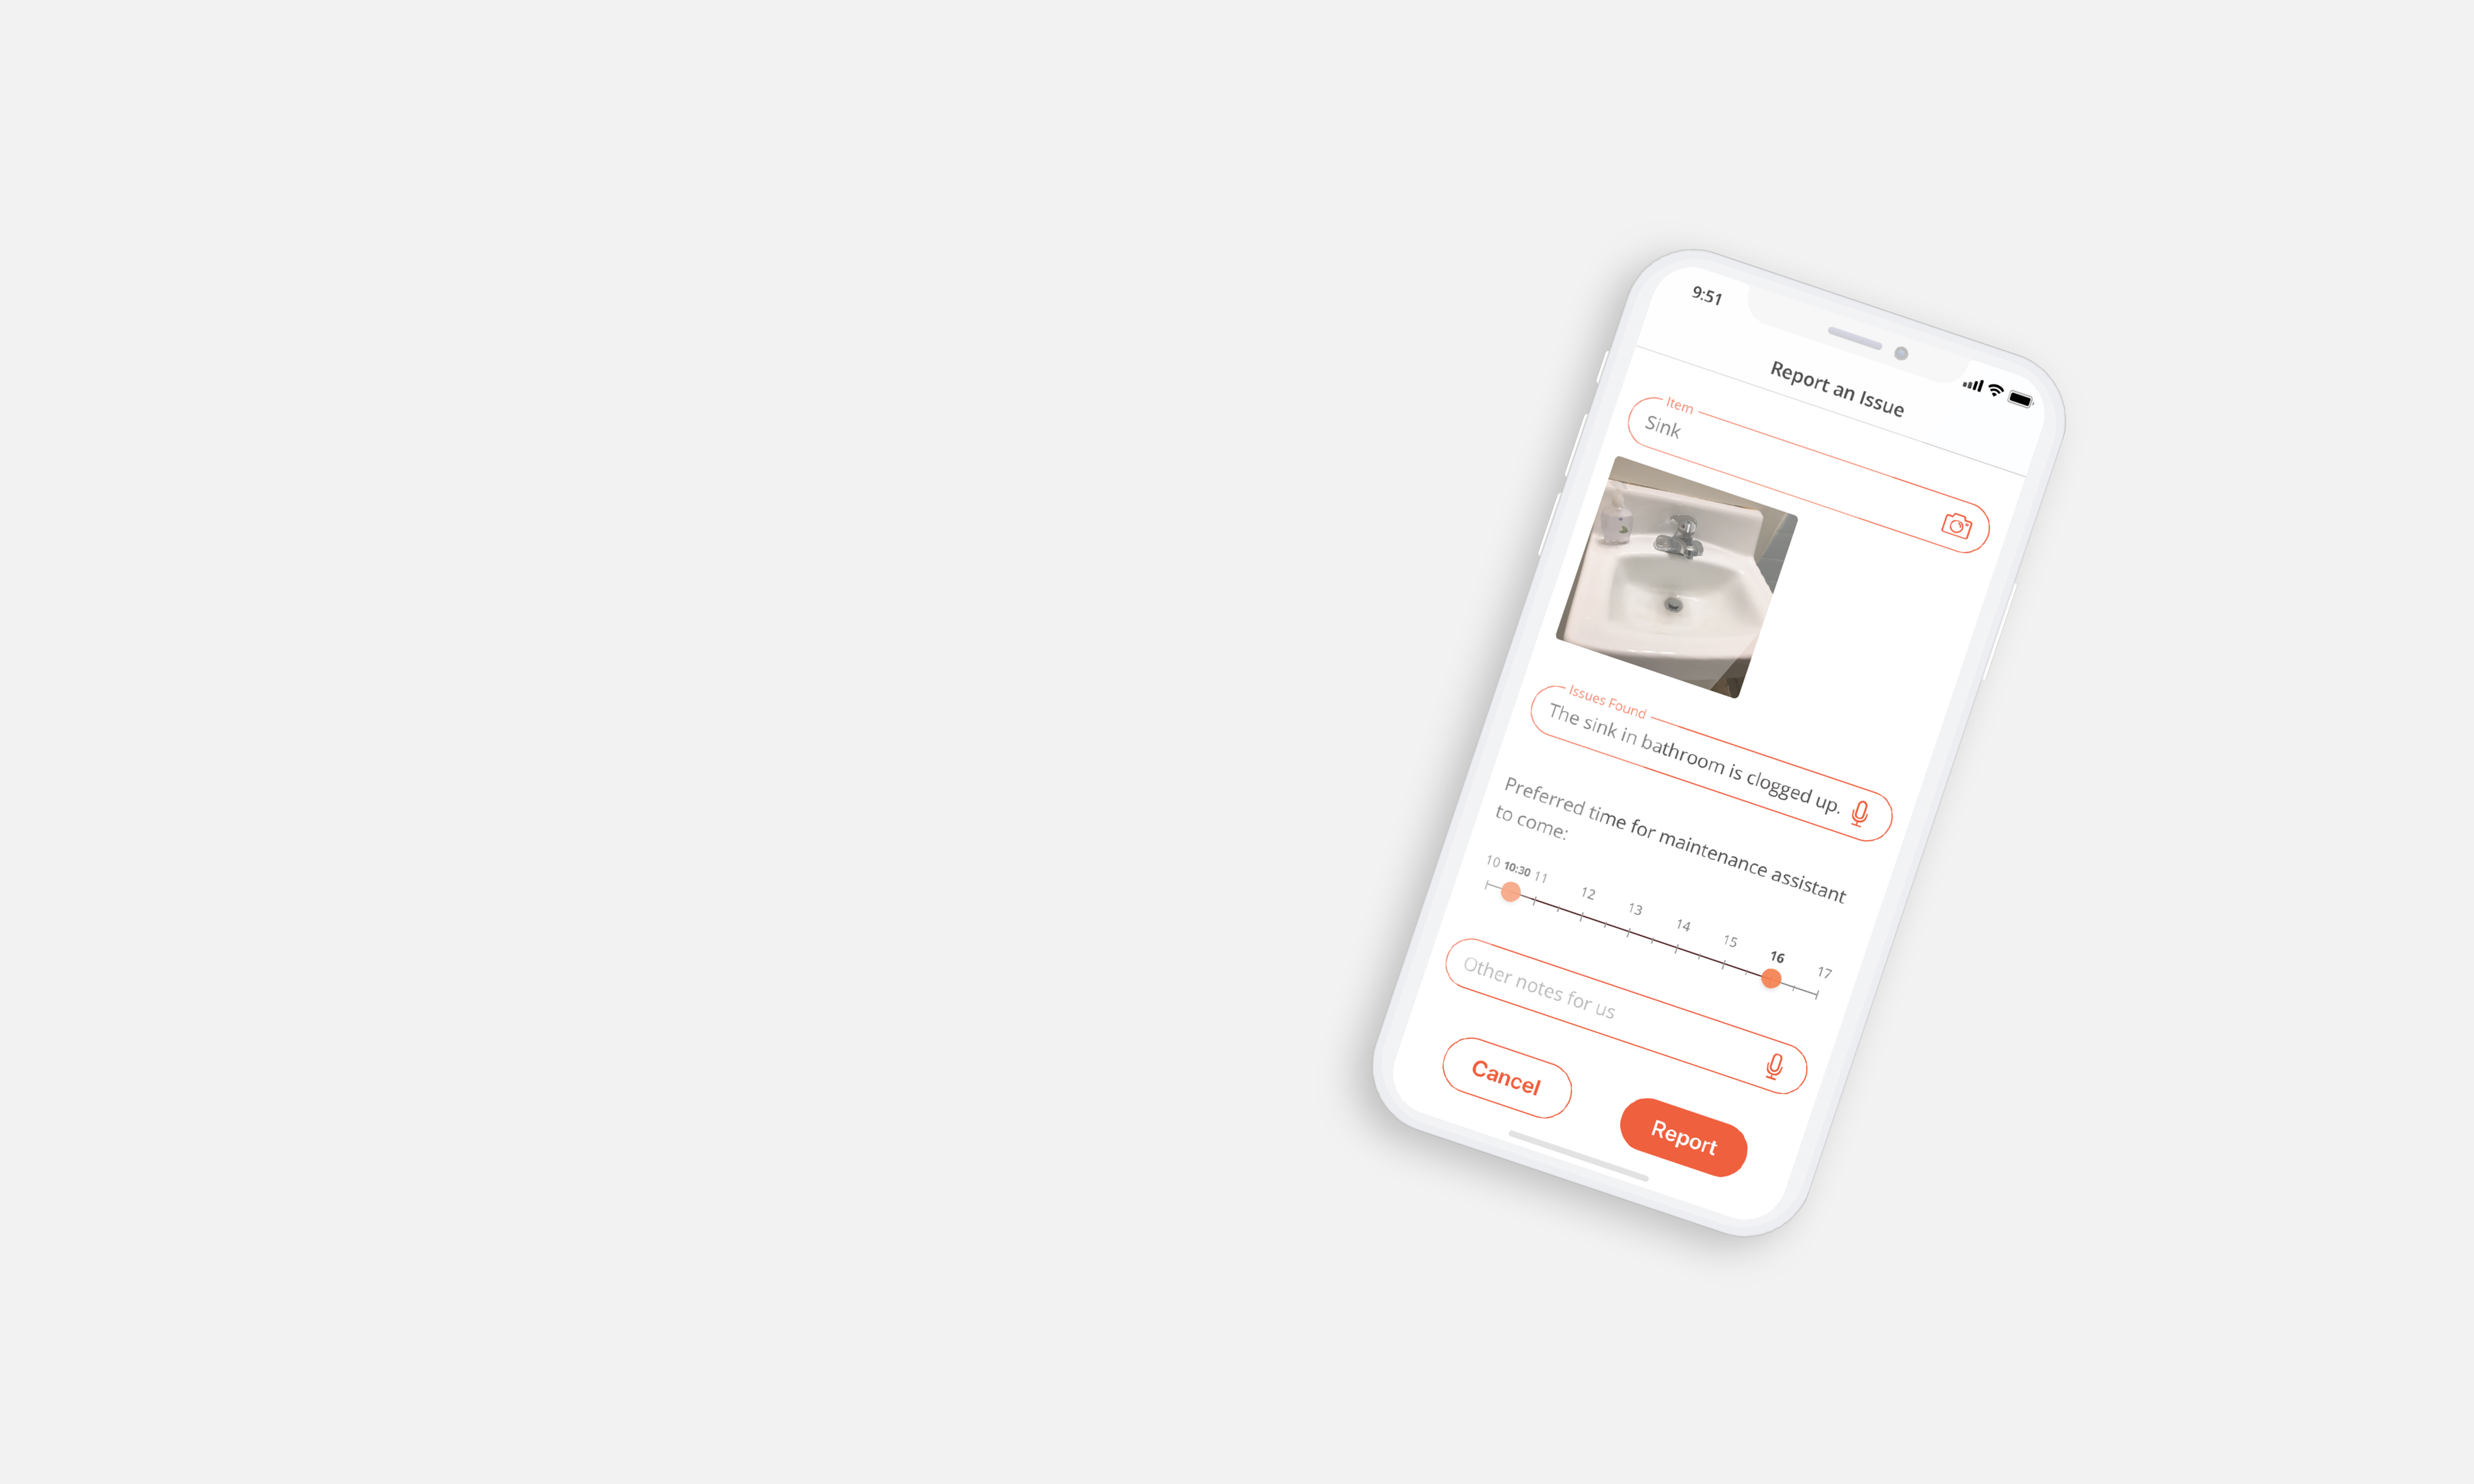 9:51
Report an Issue
Item
Sink
Issues Found
The sink in bathroom is clogged up.
Preferred time for maintenance assistant
to come:
10 10:30 11 12 13 14 15 16 17
Other notes for us
Cancel
Report